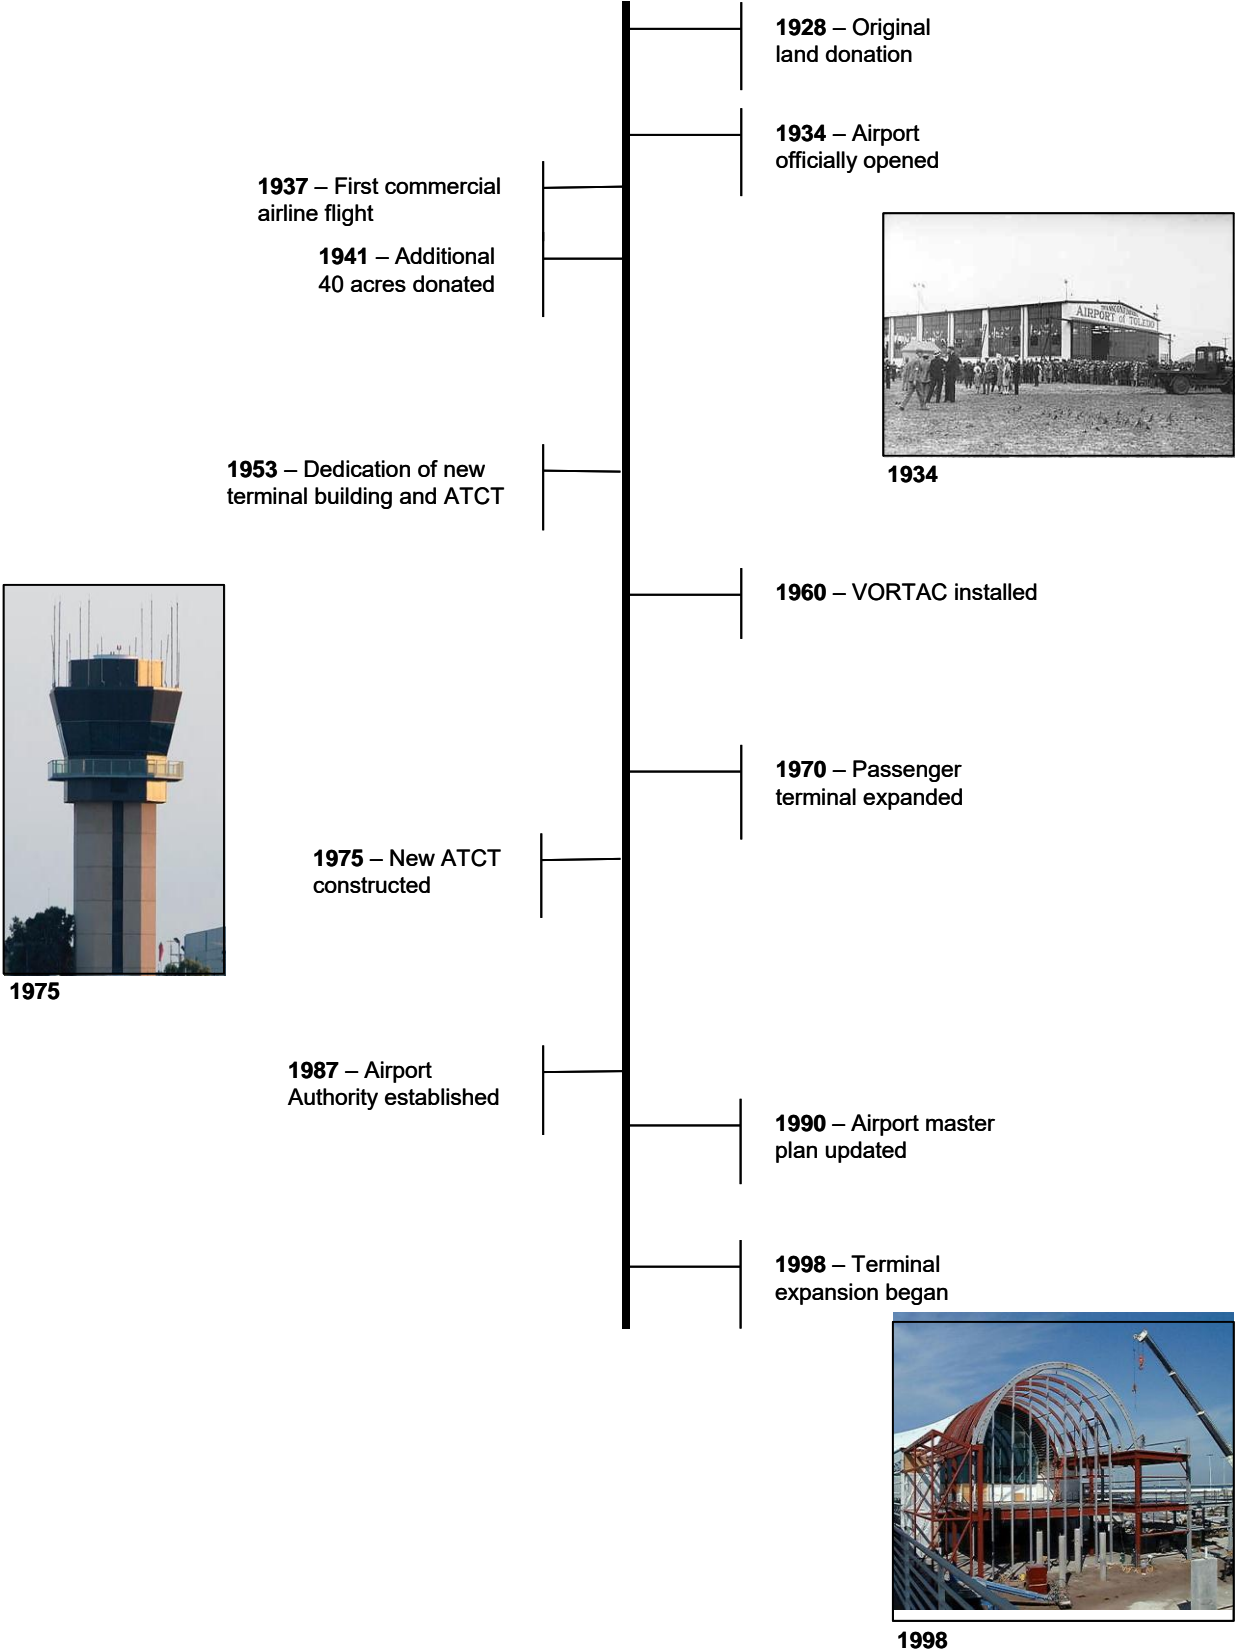 1928 – Original
land donation
1934 – Airport
officially opened
1937 – First commercial
airline flight
1941 – Additional
40 acres donated
TRANSCONTINENTAL
AIRPORT of TOLEDO
1934
1953 – Dedication of new
terminal building and ATCT
1960 – VORTAC installed
1970 – Passenger
terminal expanded
1975 – New ATCT
constructed
1975
1987 – Airport
Authority established
1990 – Airport master
plan updated
1998 – Terminal
expansion began
1998